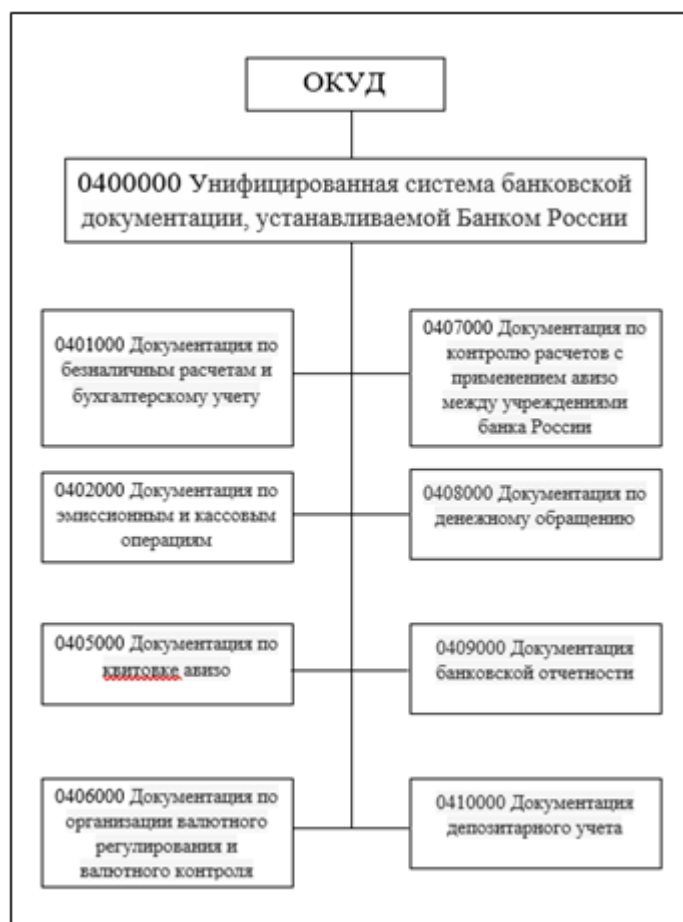 ОКУД
0400000 Унифицированная система банковской
документации, устанавливаемой Банком России
0401000 Документация по
безналичным расчетам и
бухгалтерскому учету
0407000 Документация по
контролю расчетов с
применением авизо
между учреждениями
банка России
0402000 Документация по
эмиссионным и кассовым
операциям
0408000 Документация по
денежному обращению
0405000 Документация по
квитовке авизо
0409000 Документация
банковской отчетности
0406000 Документация по
организации валютного
регулирования и
валютного контроля
0410000 Документация
депозитарного учета